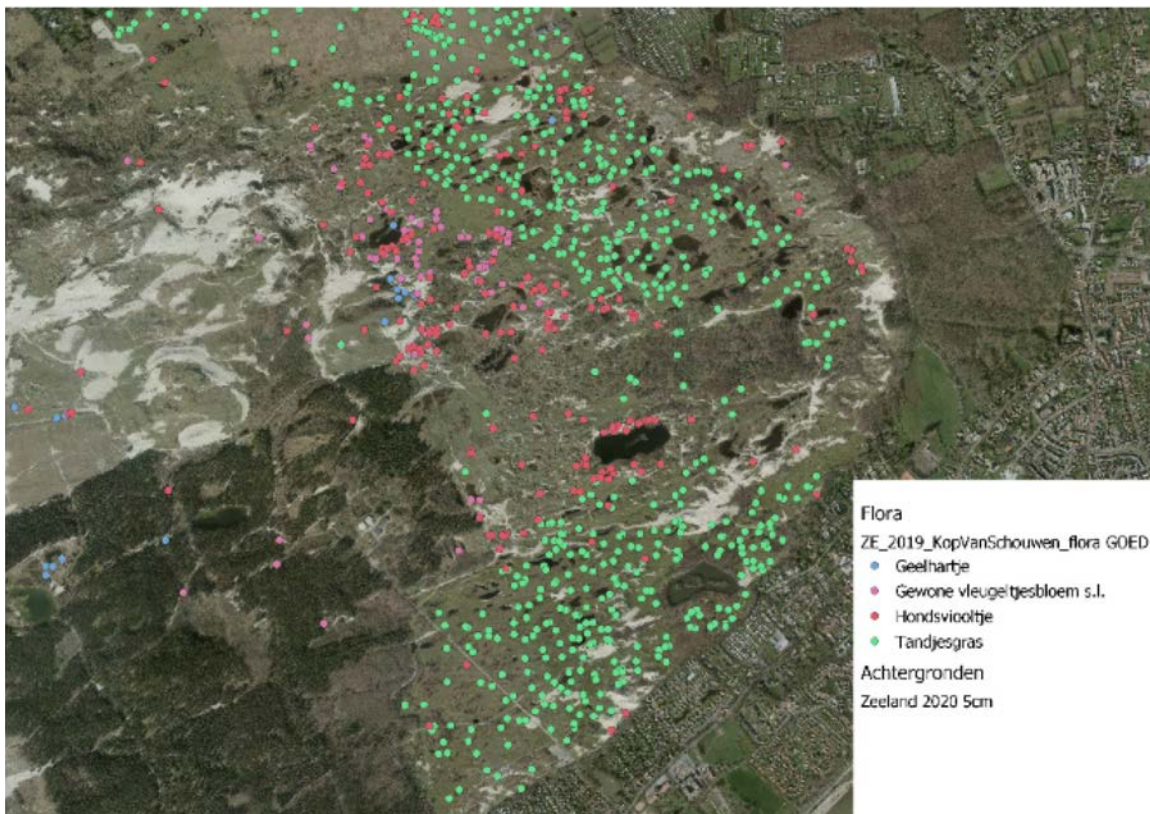 Flora
ZE_2019_KopVanSchouwen_flora GOED
Geelhartje
Gewone vleugeltjesbloem s.l.
Hondsviooltje
Tandjesgras
Achtergronden
Zeeland 2020 5cm